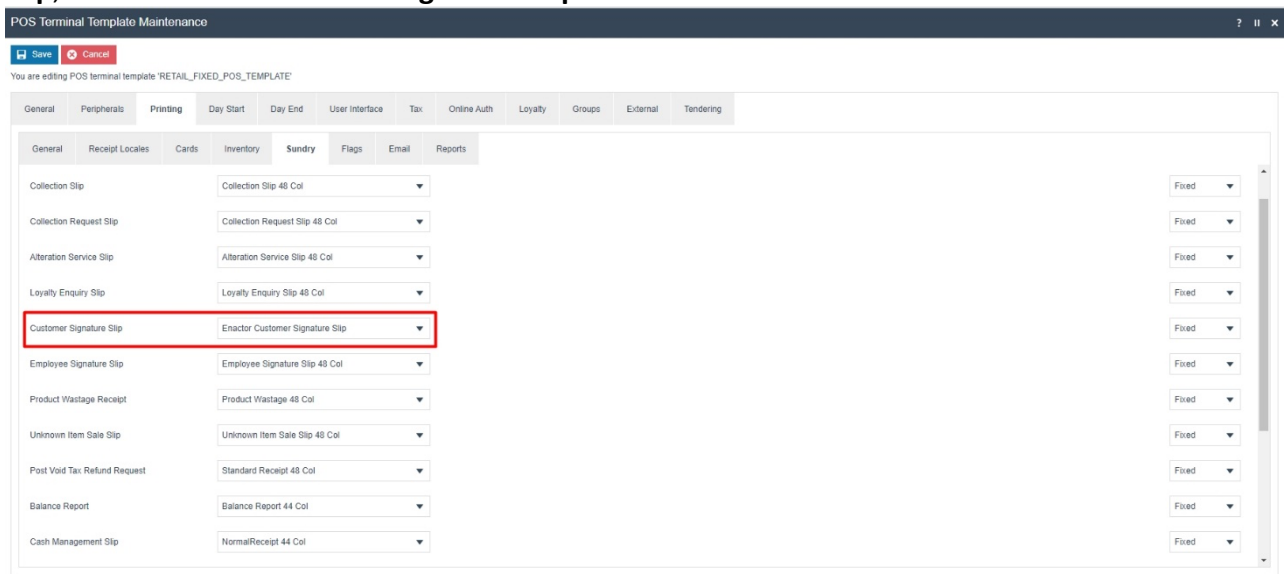 POS Terminal Template Maintenance
? II ×
Save Cancel
You are editing POS terminal template 'RETAIL_FIXED_POS_TEMPLATE'
General Peripherals Printing Day Start Day End User Interface Tax Online Auth Loyalty Groups External Tendering
General Receipt Locales Cards Inventory Sundry Flags Email Reports
Collection Slip Collection Slip 48 Col Fixed
Collection Request Slip Collection Request Slip 48 Col Fixed
Alteration Service Slip Alteration Service Slip 48 Col Fixed
Loyalty Enquiry Slip Loyalty Enquiry Slip 48 Col Fixed
Customer Signature Slip Enactor Customer Signature Slip Fixed
Employee Signature Slip Employee Signature Slip 48 Col Fixed
Product Wastage Receipt Product Wastage 48 Col Fixed
Unknown Item Sale Slip Unknown Item Sale Slip 48 Col Fixed
Post Void Tax Refund Request Standard Receipt 48 Col Fixed
Balance Report Balance Report 44 Col Fixed
Cash Management Slip NormalReceipt 44 Col Fixed